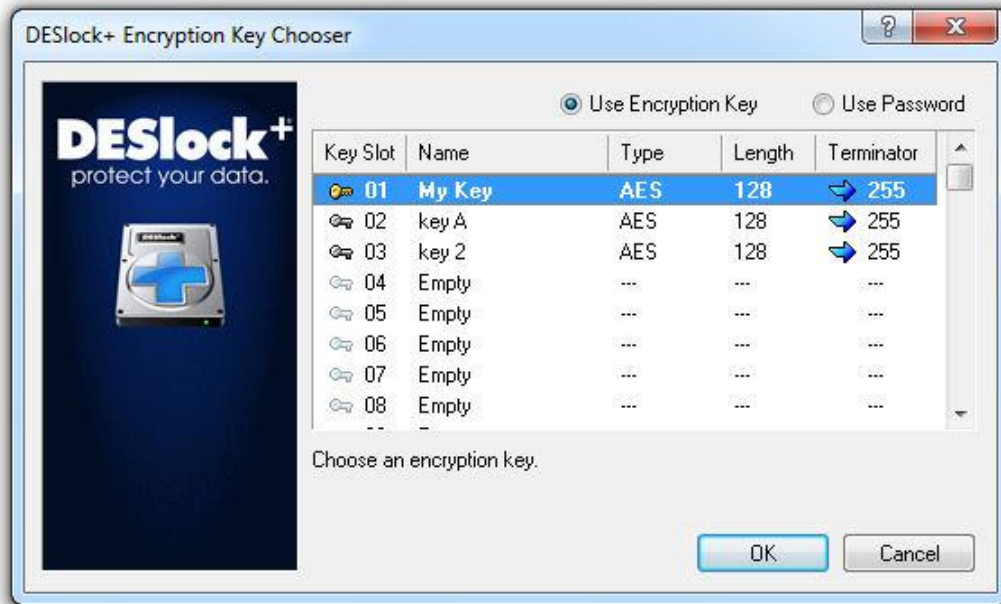 DESlock+ Encryption Key Chooser
DESlock+
protect your data.
Use Encryption Key Use Password
Key Slot Name Type Length Terminator
01 My Key AES 128 255
02 key A AES 128 255
03 key 2 AES 128 255
04 Empty --- --- ---
05 Empty --- --- ---
06 Empty --- --- ---
07 Empty --- --- ---
08 Empty --- --- ---
Choose an encryption key.
OK Cancel